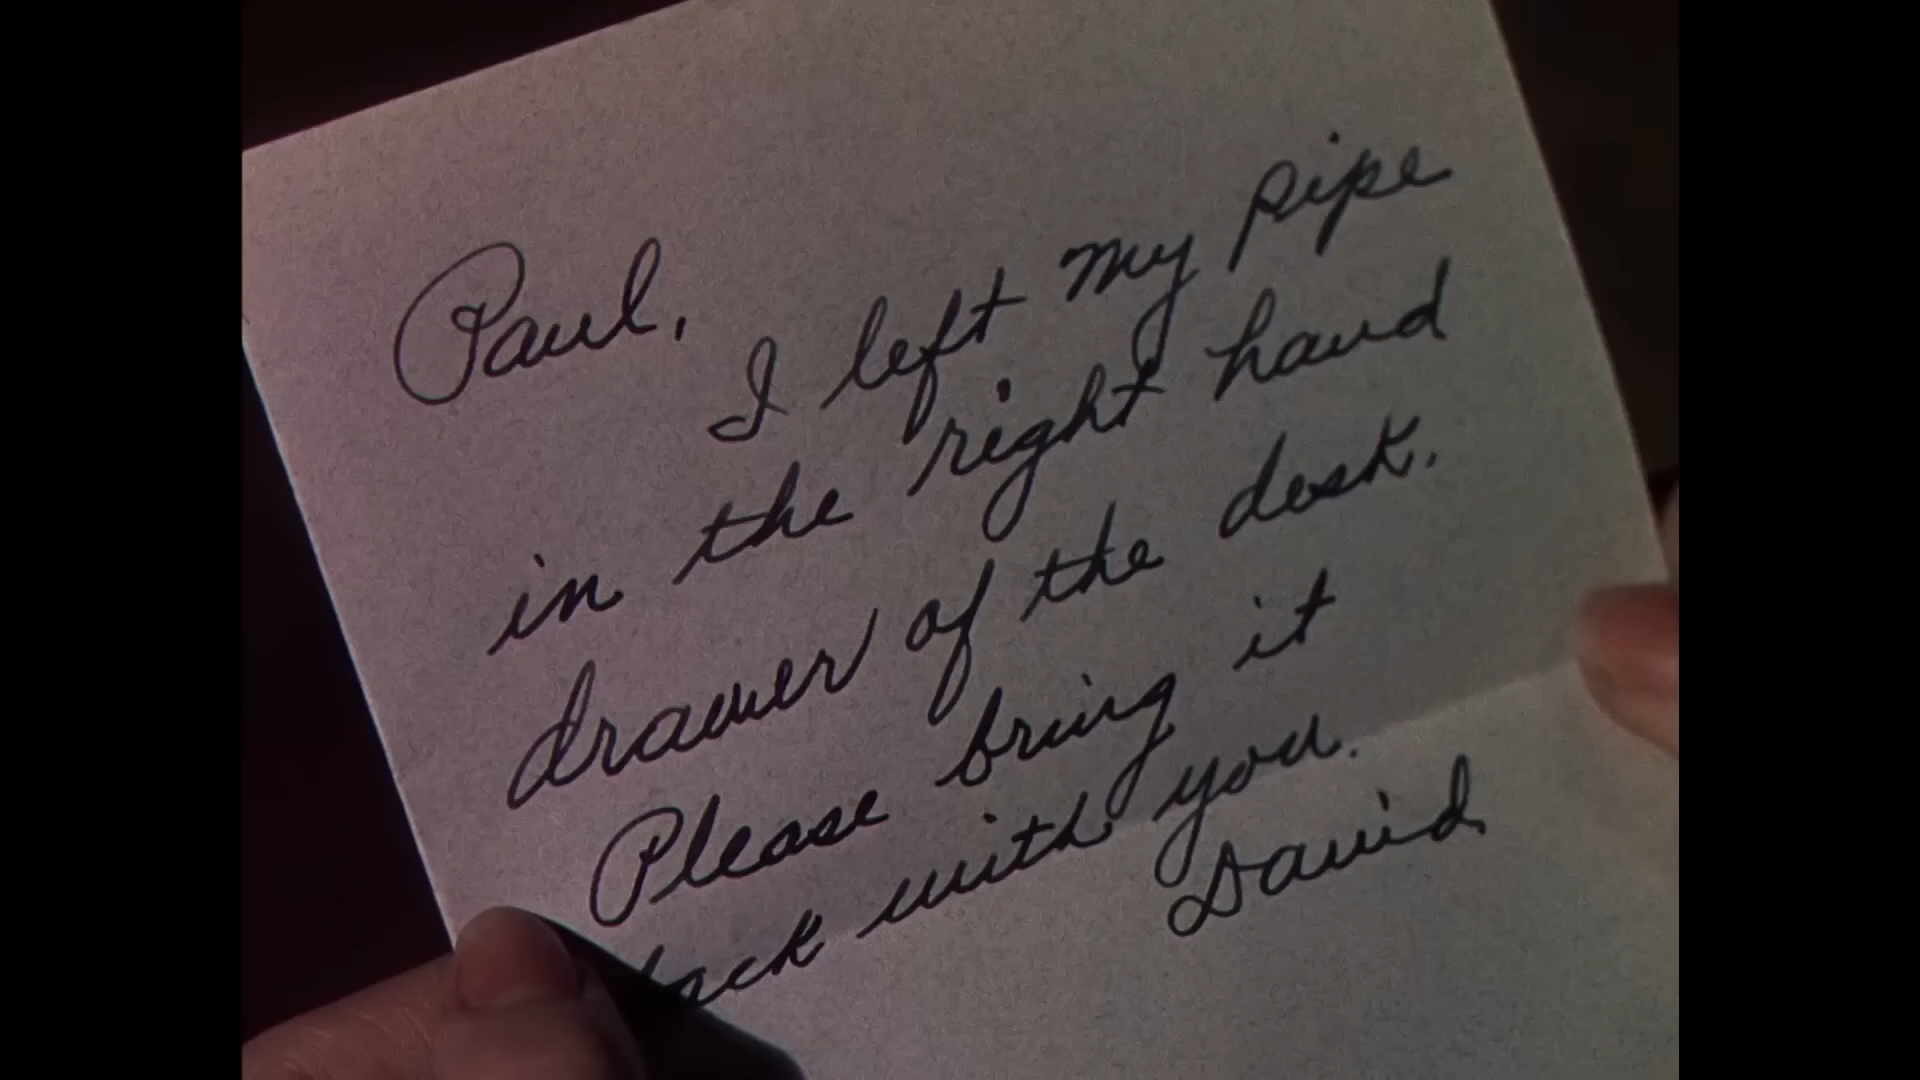 Paul,
I left my pipe
in the right hand
drawer of the desk.
Please bring it
back with you.
David